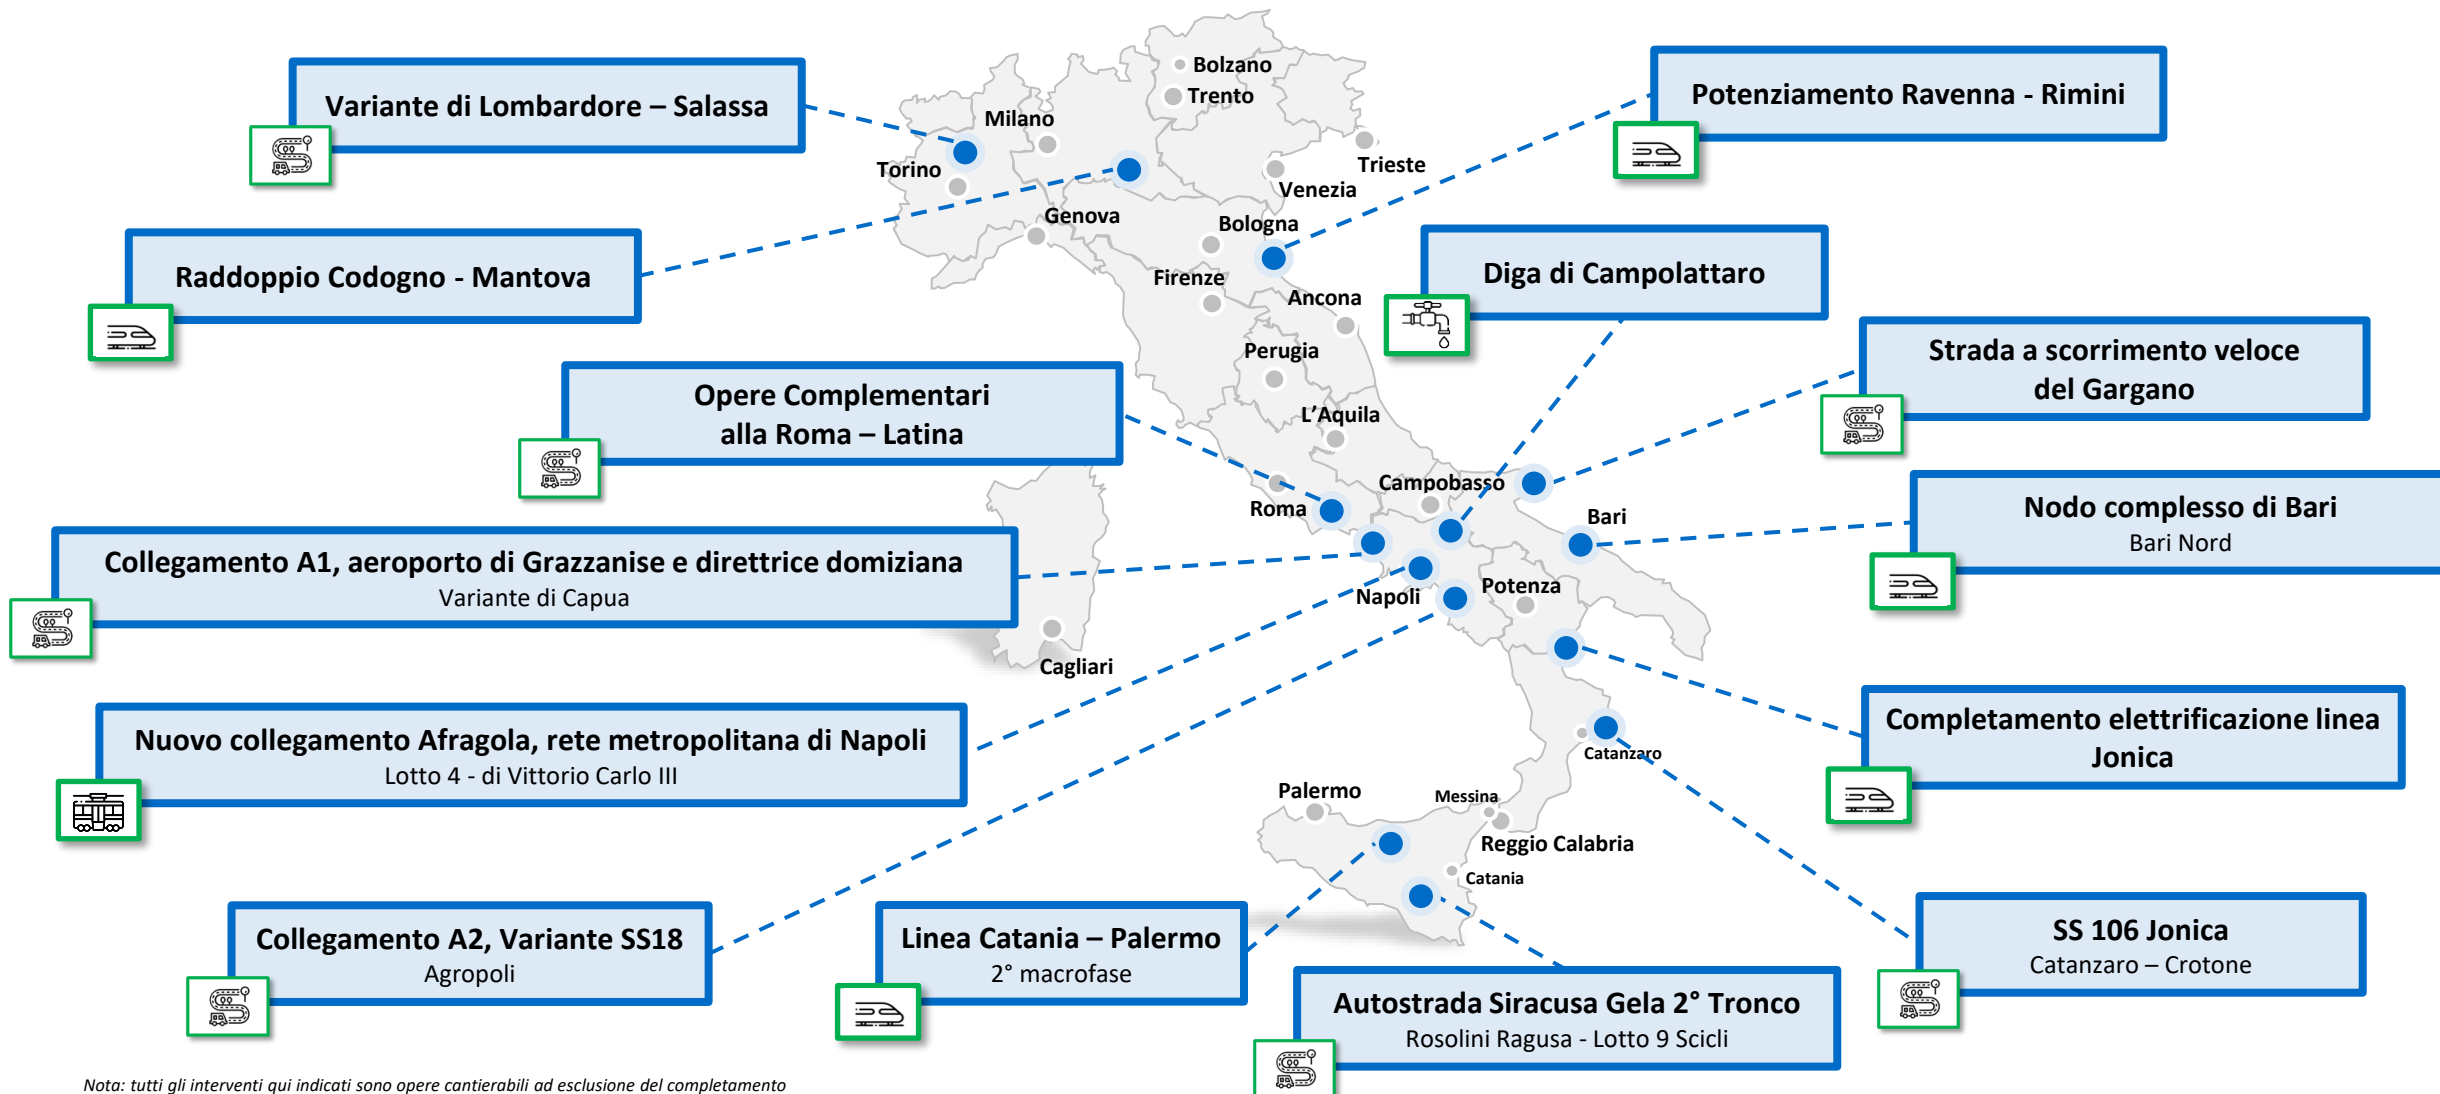 Bolzano
Trento
Variante di Lombardore – Salassa
Potenziamento Ravenna - Rimini
Milano
Trieste
Torino
Venezia
Genova
Bologna
Raddoppio Codogno - Mantova
Firenze
Diga di Campolattaro
Ancona
Perugia
Strada a scorrimento veloce
del Gargano
Opere Complementari
alla Roma – Latina
L'Aquila
Campobasso
Roma
Bari
Nodo complesso di Bari
Bari Nord
Collegamento A1, aeroporto di Grazzanise e direttrice domiziana
Variante di Capua
Napoli
Potenza
Cagliari
Nuovo collegamento Afragola, rete metropolitana di Napoli
Lotto 4 - di Vittorio Carlo III
Completamento elettrificazione linea
Jonica
Catanzaro
Palermo
Messina
Reggio Calabria
Catania
Collegamento A2, Variante SS18
Agropoli
Linea Catania – Palermo
2° macrofase
SS 106 Jonica
Catanzaro – Crotone
Autostrada Siracusa Gela 2° Tronco
Rosolini Ragusa - Lotto 9 Scicli
Nota: tutti gli interventi qui indicati sono opere cantierabili ad esclusione del completamento